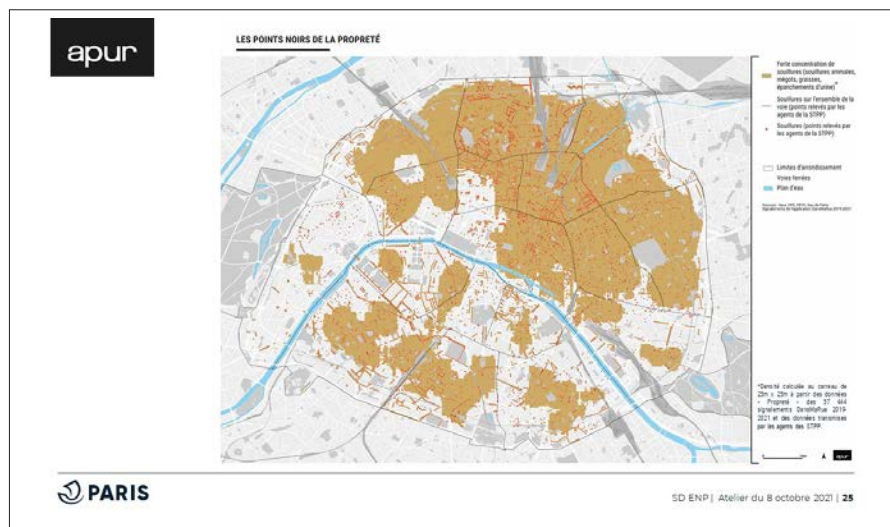 apur
LES POINTS NOIRS DE LA PROPRETÉ
Forte concentration de
souillures (souillures animales,
mégots, graisses,
épanchements d'urine)*
Souillures sur l'ensemble de la
voie (points relevés par les
agents de la STPP)
Souillures (points relevés par
les agents de la STPP)
Limites d'arrondissement
Voies ferrées
Plan d'eau
*Densité calculée au carreau de
25m x 25m à partir des données
« Propreté » des 37 464
signalements DansMaRue 2019-
2021 et des données transmises
par les agents des STPP.
apur
PARIS
SD ENP | Atelier du 8 octobre 2021 | 25